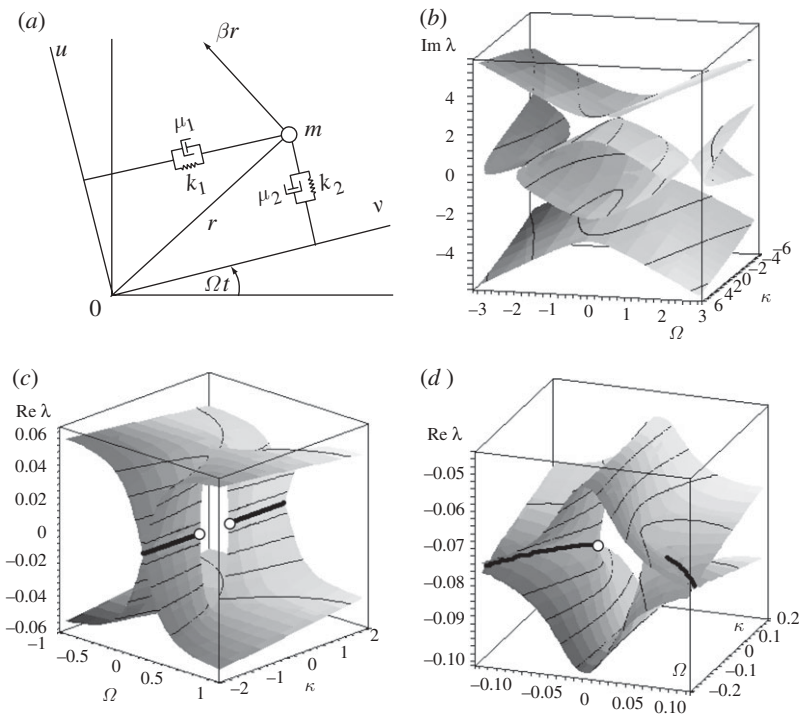 (a)
u
βr
m
μ1
k1
μ2
k2
r
v
0
Ωt
(b)
Im λ
4
2
0
−2
−4
−3 −2 −1 0 1 2 3
Ω
6 4 2 0 −2 −4 −6
κ
(c)
Re λ
0.06
0.04
0.02
0
−0.02
−0.04
−0.06
−1 −0.5 0 0.5 1
Ω
−2 −1 0 1 2
κ
(d)
Re λ
−0.05
−0.06
−0.07
−0.08
−0.09
−0.10
−0.10 −0.05 0 0.05 0.10
Ω
−0.2 −0.1 0 0.1 0.2
κ